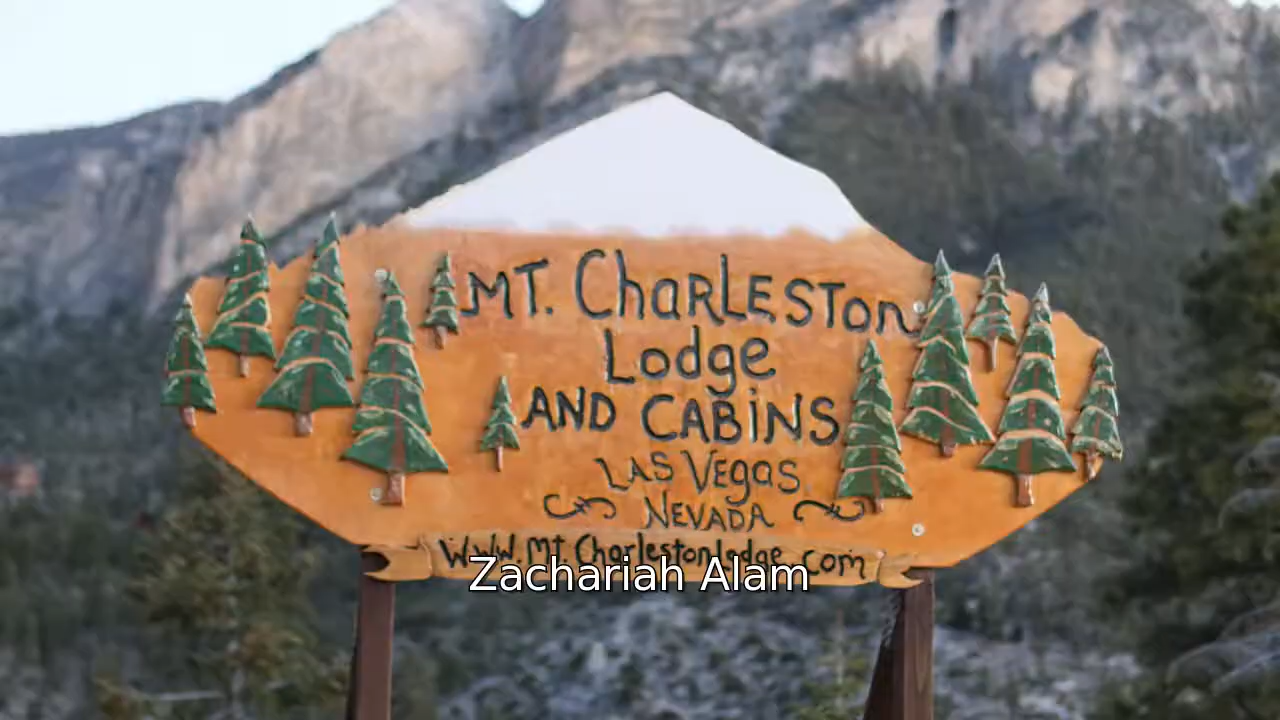 MT. CharLESTon
Lodge
AND CABiNS
LAS VEgAS
NEVADA
WWW.Mt.CharlestonLodge.com
Zachariah Alam